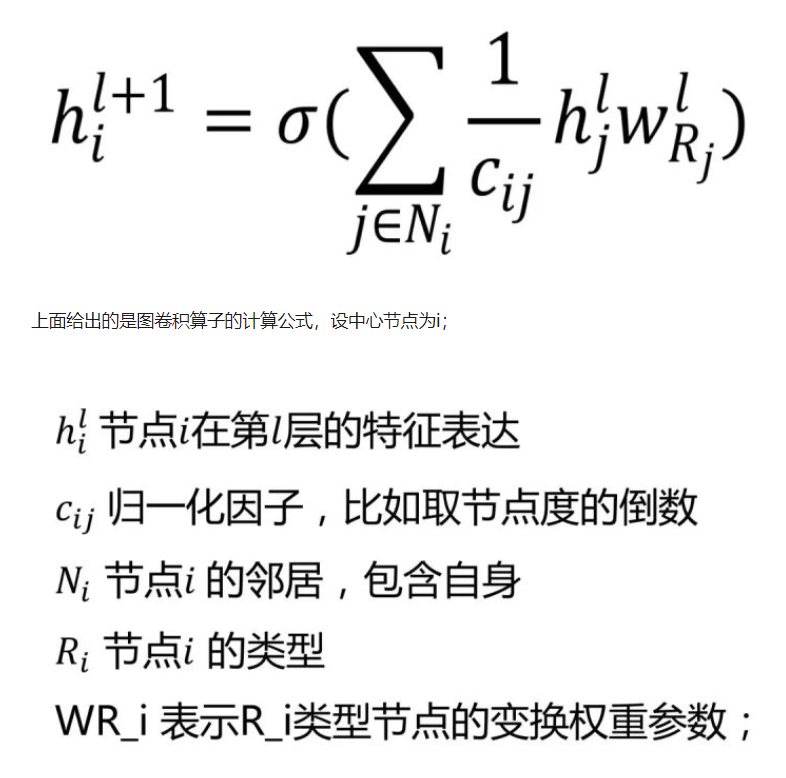 h_i^{l+1} = σ(∑_{j∈N_i} \frac{1}{c_{ij}} h_j^l w_{R_j}^l)
上面给出的是图卷积算子的计算公式，设中心节点为i；
h_i^l 节点i在第l层的特征表达
c_{ij} 归一化因子，比如取节点度的倒数
N_i 节点i 的邻居，包含自身
R_i 节点i 的类型
WR_i 表示R_i类型节点的变换权重参数；